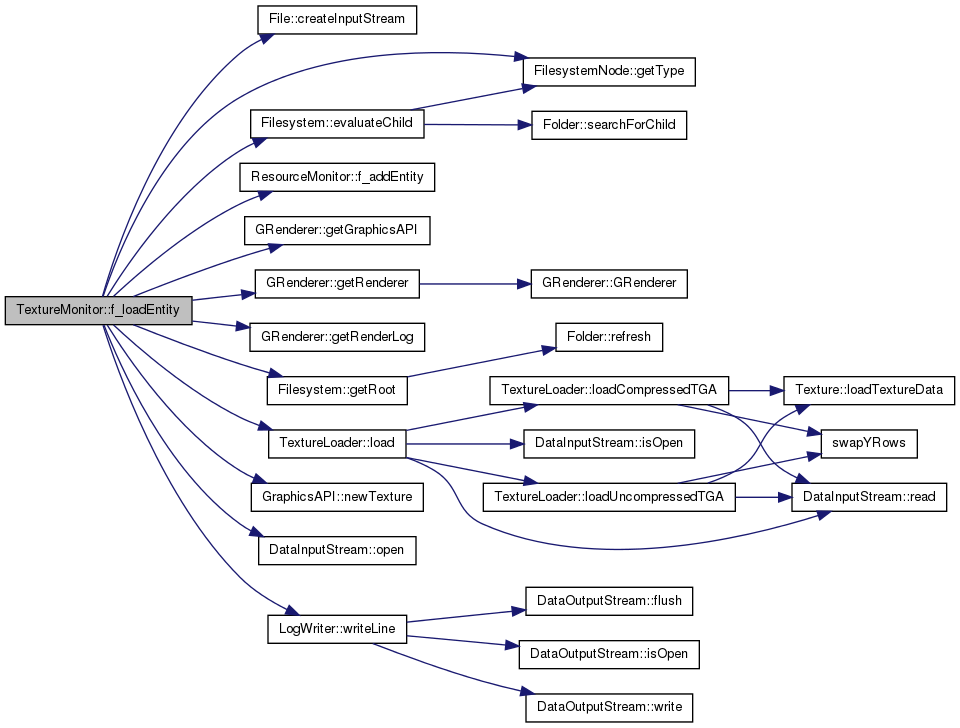 File::createInputStream
FilesystemNode::getType
Filesystem::evaluateChild
Folder::searchForChild
ResourceMonitor::f_addEntity
GRenderer::getGraphicsAPI
GRenderer::getRenderer
GRenderer::GRenderer
TextureMonitor::f_loadEntity
GRenderer::getRenderLog
Folder::refresh
Filesystem::getRoot
TextureLoader::loadCompressedTGA
Texture::loadTextureData
TextureLoader::load
DataInputStream::isOpen
swapYRows
GraphicsAPI::newTexture
TextureLoader::loadUncompressedTGA
DataInputStream::read
DataInputStream::open
DataOutputStream::flush
LogWriter::writeLine
DataOutputStream::isOpen
DataOutputStream::write